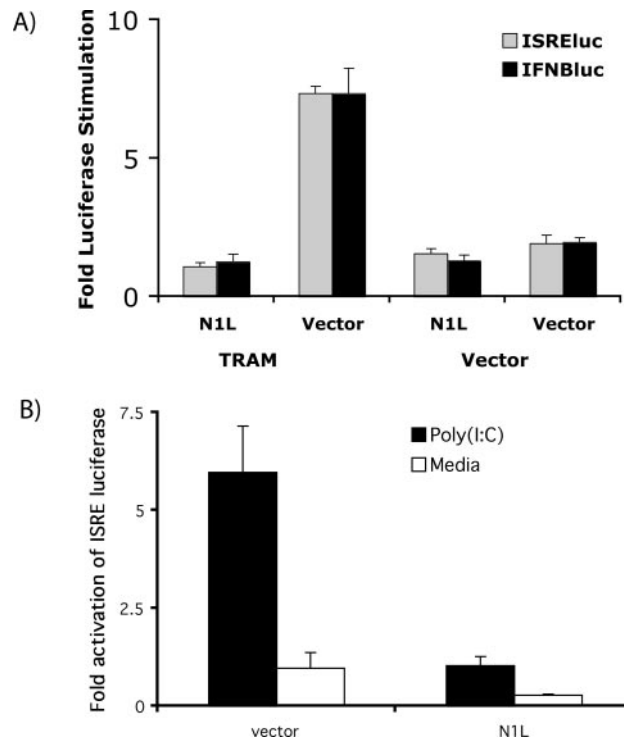 A)
Fold Luciferase Stimulation
10
5
0
ISREluc
IFNBluc
N1L Vector N1L Vector
TRAM Vector
B)
Fold activation of ISRE luciferase
7.5
5
2.5
0
Poly(I:C)
Media
vector N1L